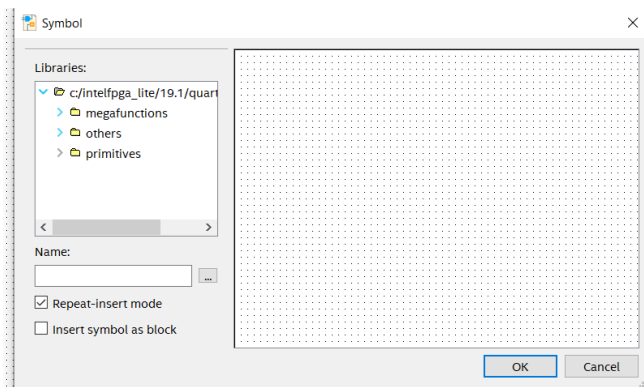 Symbol
Libraries:
c:/intelfpga_lite/19.1/quart
megafunctions
others
primitives
Name:
...
Repeat-insert mode
Insert symbol as block
OK Cancel